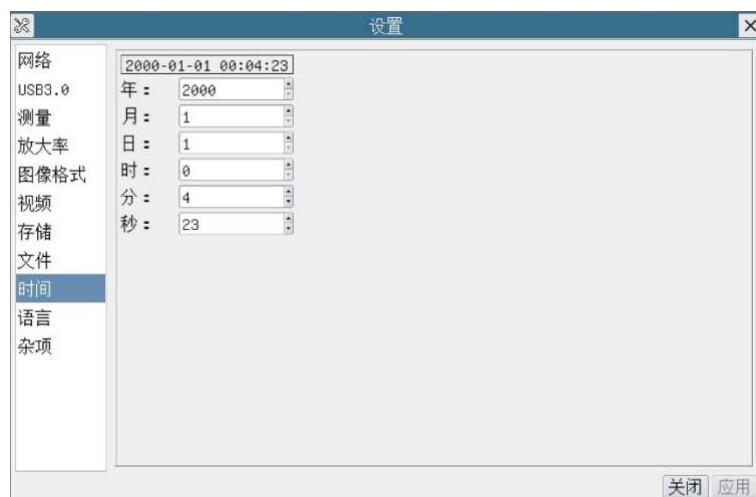 设置
网络
USB3.0
测量
放大率
图像格式
视频
存储
文件
时间
语言
杂项
2000-01-01 00:04:23
年： 2000
月： 1
日： 1
时： 0
分： 4
秒： 23
关闭 应用